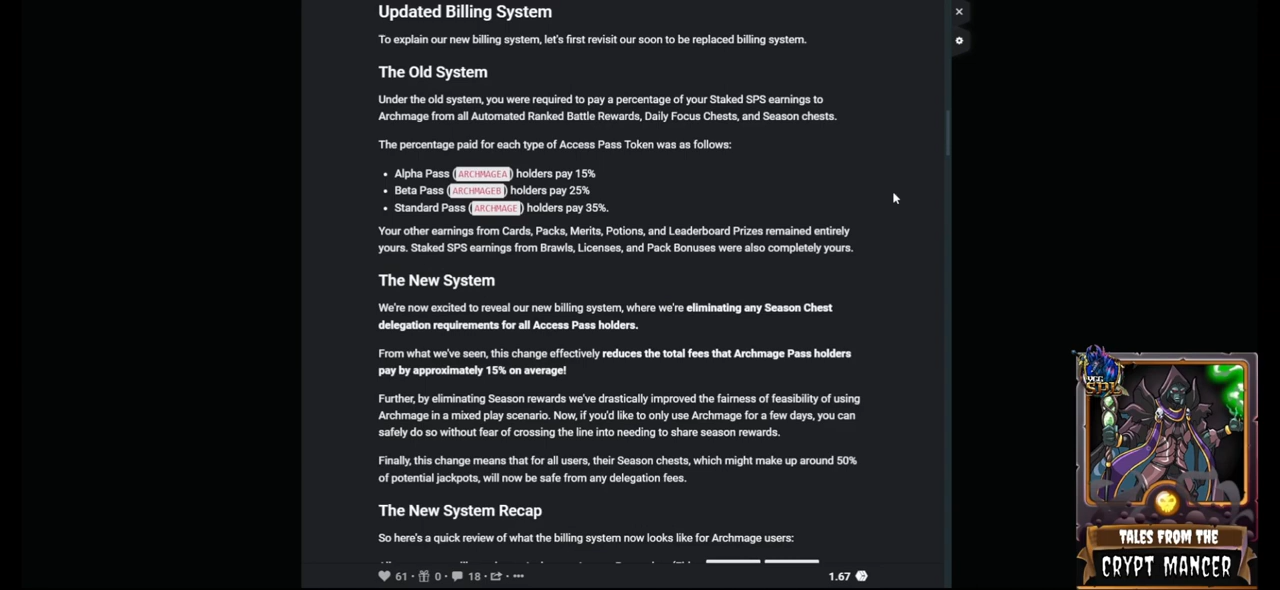 Updated Billing System
To explain our new billing system, let's first revisit our soon to be replaced billing system.
The Old System
Under the old system, you were required to pay a percentage of your Staked SPS earnings to
Archmage from all Automated Ranked Battle Rewards, Daily Focus Chests, and Season chests.
The percentage paid for each type of Access Pass Token was as follows:
• Alpha Pass (ARCHMAGEA) holders pay 15%
• Beta Pass (ARCHMAGEB) holders pay 25%
• Standard Pass (ARCHMAGE) holders pay 35%.
Your other earnings from Cards, Packs, Merits, Potions, and Leaderboard Prizes remained entirely
yours. Staked SPS earnings from Brawls, Licenses, and Pack Bonuses were also completely yours.
The New System
We're now excited to reveal our new billing system, where we're eliminating any Season Chest
delegation requirements for all Access Pass holders.
From what we've seen, this change effectively reduces the total fees that Archmage Pass holders
pay by approximately 15% on average!
Further, by eliminating Season rewards we've drastically improved the fairness of feasibility of using
Archmage in a mixed play scenario. Now, if you'd like to only use Archmage for a few days, you can
safely do so without fear of crossing the line into needing to share season rewards.
Finally, this change means that for all users, their Season chests, which might make up around 50%
of potential jackpots, will now be safe from any delegation fees.
The New System Recap
So here's a quick review of what the billing system now looks like for Archmage users:
61 · 0 · 18 · ···
1.67
SPL
TALES FROM THE
CRYPT MANCER